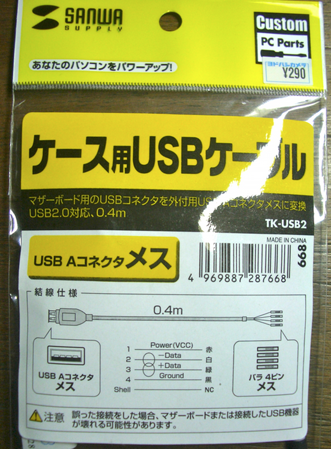 SANWA
SUPPLY
Custom
PC Parts
あなたのパソコンをパワーアップ!
ヨドバシカメラ
¥290
ケース用USBケーブル
マザーボード用のUSBコネクタを外付用USB Aコネクタメスに変換
USB2.0対応、0.4m
TK-USB2
MADE IN CHINA
USB Aコネクタ メス
4 969887 287668
668
結線仕様
0.4m
Power(VCC)
1 赤
2 -Data 白
3 +Data 緑
4 Ground 黒
Shell NC
USB Aコネクタ
メス
バラ 4ピン
メス
注意 誤った接続をした場合、マザーボードまたは接続したUSB機器
が壊れる可能性があります。